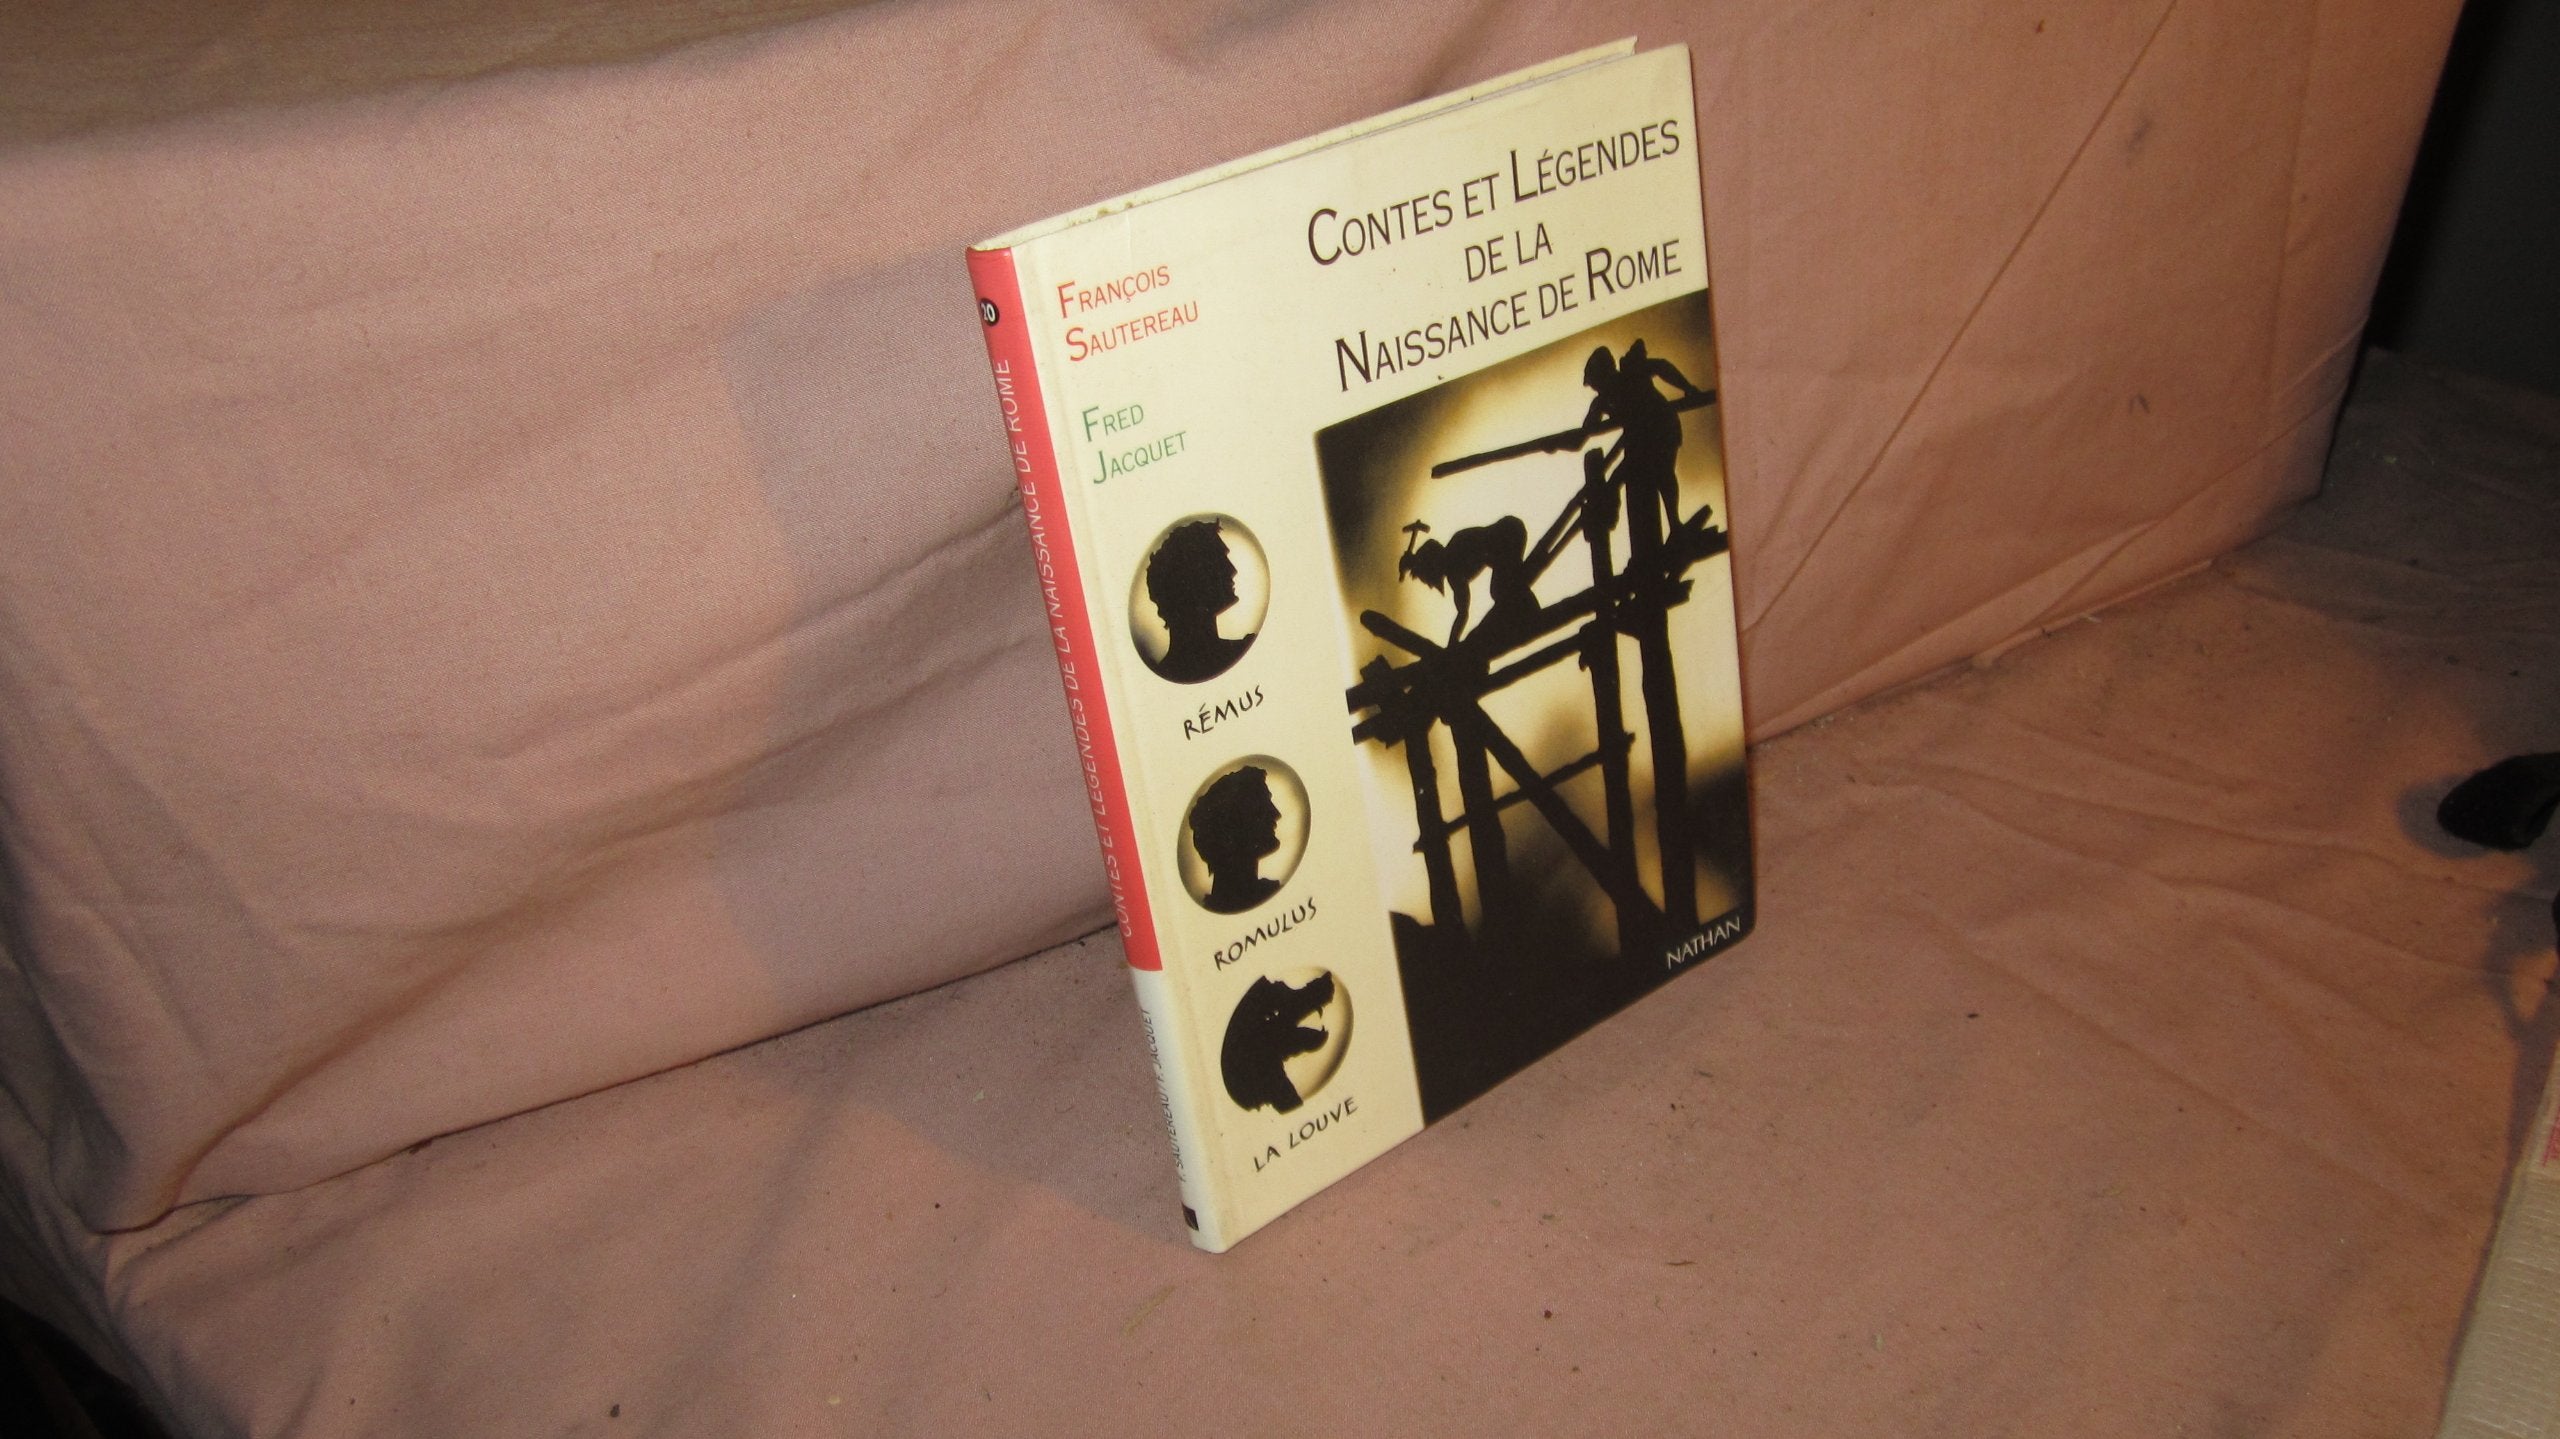 CONTES ET LÉGENDES
DE LA
NAISSANCE DE ROME
FRANÇOIS
SAUTEREAU
FRED
JACQUET
RÉMUS
ROMULUS
LA LOUVE
NATHAN
20
CONTES ET LÉGENDES DE LA NAISSANCE DE ROME
F. SAUTEREAU / F. JACQUET